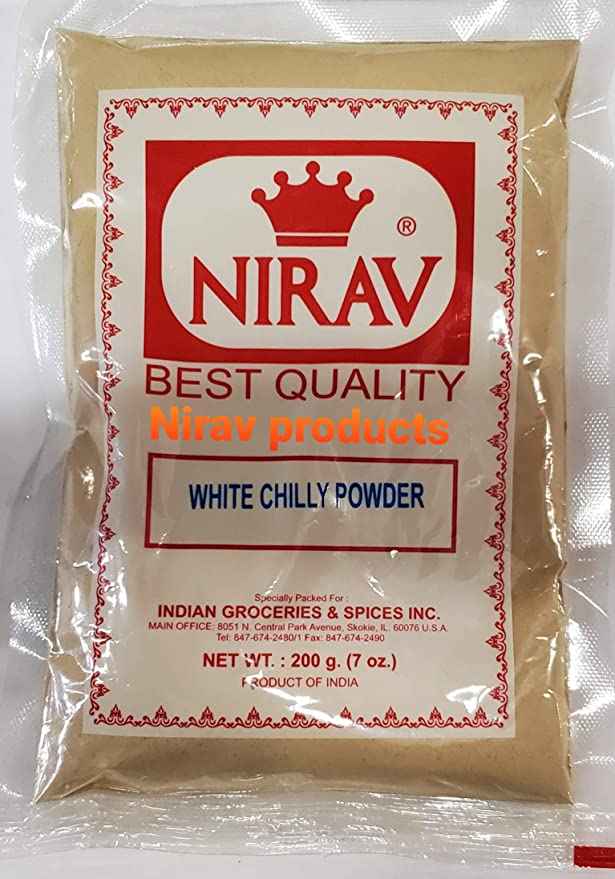 NIRAV ®
BEST QUALITY
Nirav products
WHITE CHILLY POWDER
Specially Packed For :
INDIAN GROCERIES & SPICES INC.
MAIN OFFICE: 8051 N. Central Park Avenue, Skokie, IL, 60076 U.S.A.
Tel: 847-674-2480/1 Fax: 847-674-2490
NET WT. : 200 g. (7 oz.)
PRODUCT OF INDIA